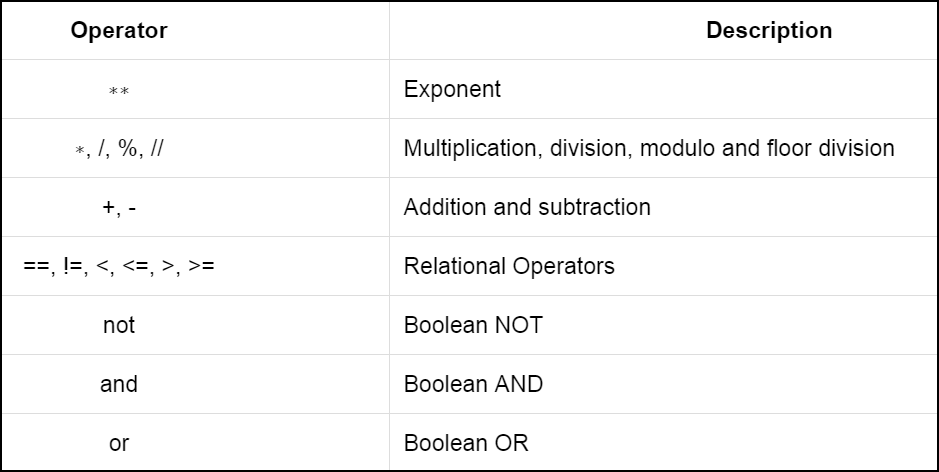 Operator Description
** Exponent
*, /, %, // Multiplication, division, modulo and floor division
+, - Addition and subtraction
==, !=, <, <=, >, >= Relational Operators
not Boolean NOT
and Boolean AND
or Boolean OR